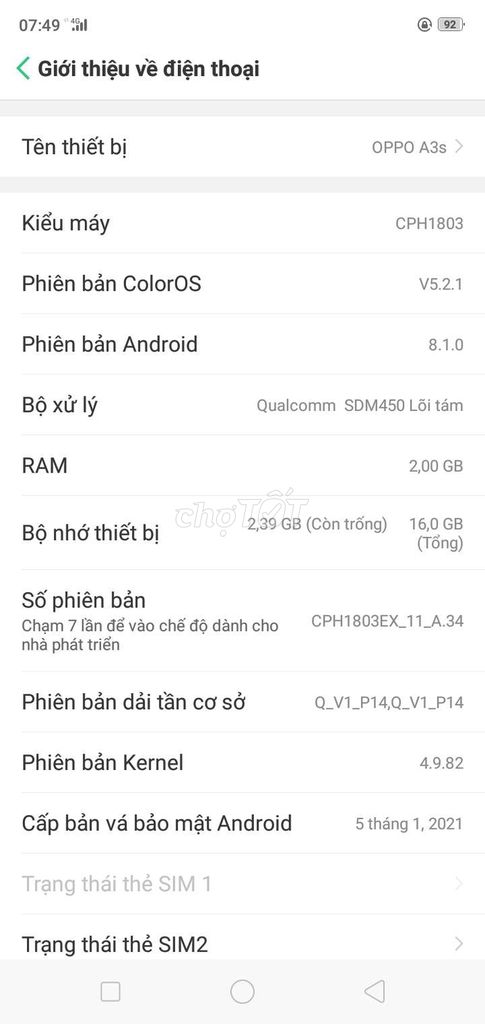 07:49 4G 92
Giới thiệu về điện thoại
Tên thiết bị OPPO A3s
Kiểu máy CPH1803
Phiên bản ColorOS V5.2.1
Phiên bản Android 8.1.0
Bộ xử lý Qualcomm SDM450 Lõi tám
RAM 2,00 GB
chợTỐT
Bộ nhớ thiết bị 2,39 GB (Còn trống) 16,0 GB
(Tổng)
Số phiên bản CPH1803EX_11_A.34
Chạm 7 lần để vào chế độ dành cho
nhà phát triển
Phiên bản dải tần cơ sở Q_V1_P14,Q_V1_P14
Phiên bản Kernel 4.9.82
Cấp bản vá bảo mật Android 5 tháng 1, 2021
Trạng thái thẻ SIM 1
Trạng thái thẻ SIM2